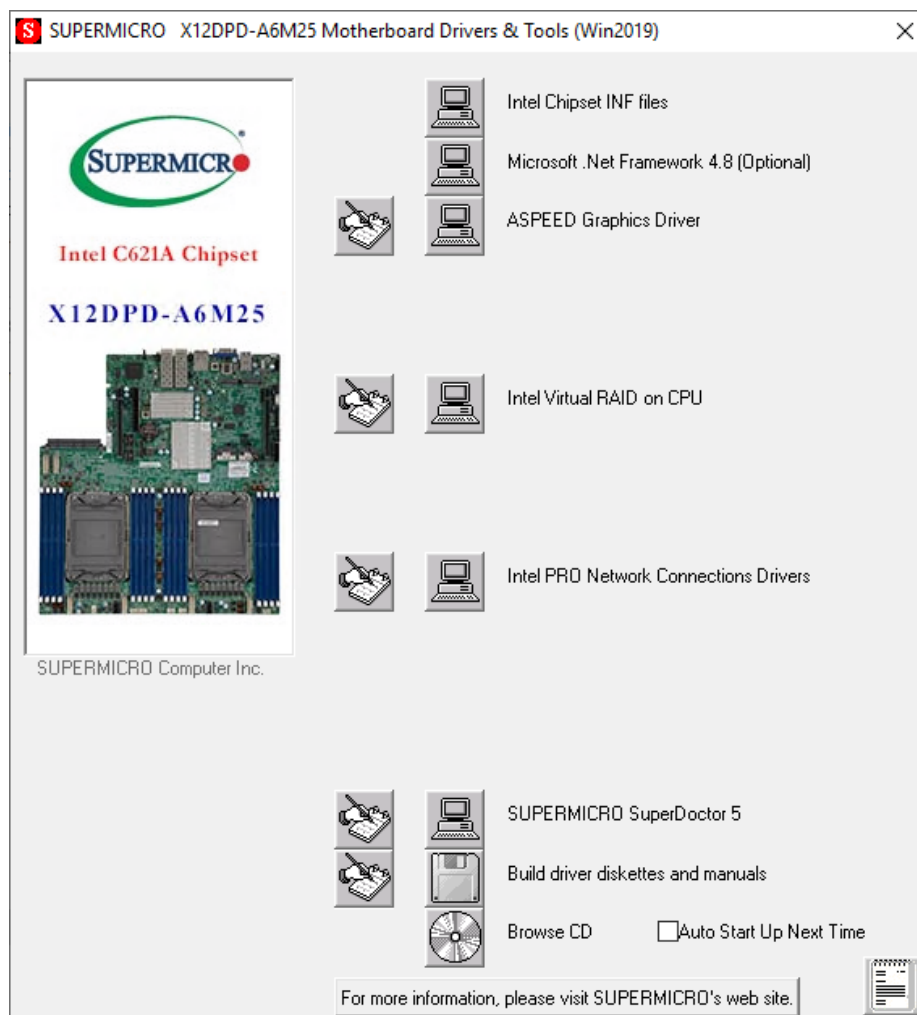 S SUPERMICRO X12DPD-A6M25 Motherboard Drivers & Tools (Win2019)
SUPERMICR
Intel C621A Chipset
X12DPD-A6M25
SUPERMICRO Computer Inc.
Intel Chipset INF files
Microsoft .Net Framework 4.8 (Optional)
ASPEED Graphics Driver
Intel Virtual RAID on CPU
Intel PRO Network Connections Drivers
SUPERMICRO SuperDoctor 5
Build driver diskettes and manuals
Browse CD
Auto Start Up Next Time
For more information, please visit SUPERMICRO's web site.